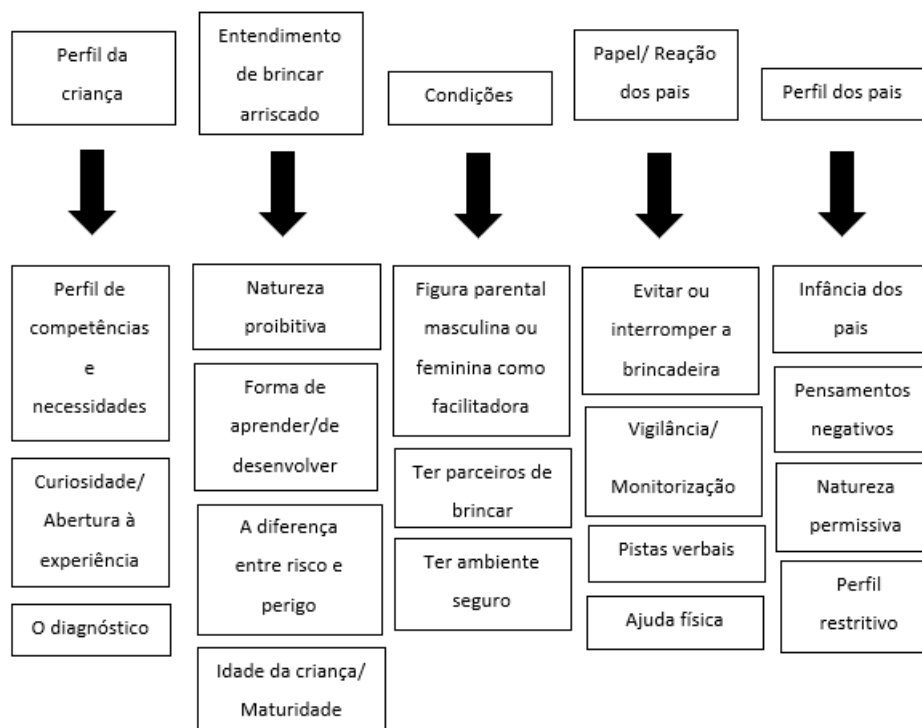 Perfil da
criança
Entendimento
de brincar
arriscado
Condições
Papel/ Reação
dos pais
Perfil dos pais
Perfil de
competências
e
necessidades
Curiosidade/
Abertura à
experiência
O diagnóstico
Natureza
proibitiva
Forma de
aprender/de
desenvolver
A diferença
entre risco e
perigo
Idade da criança/
Maturidade
Figura parental
masculina ou
feminina como
facilitadora
Ter parceiros de
brincar
Ter ambiente
seguro
Evitar ou
interromper a
brincadeira
Vigilância/
Monitorização
Pistas verbais
Ajuda física
Infância dos
pais
Pensamentos
negativos
Natureza
permissiva
Perfil
restritivo